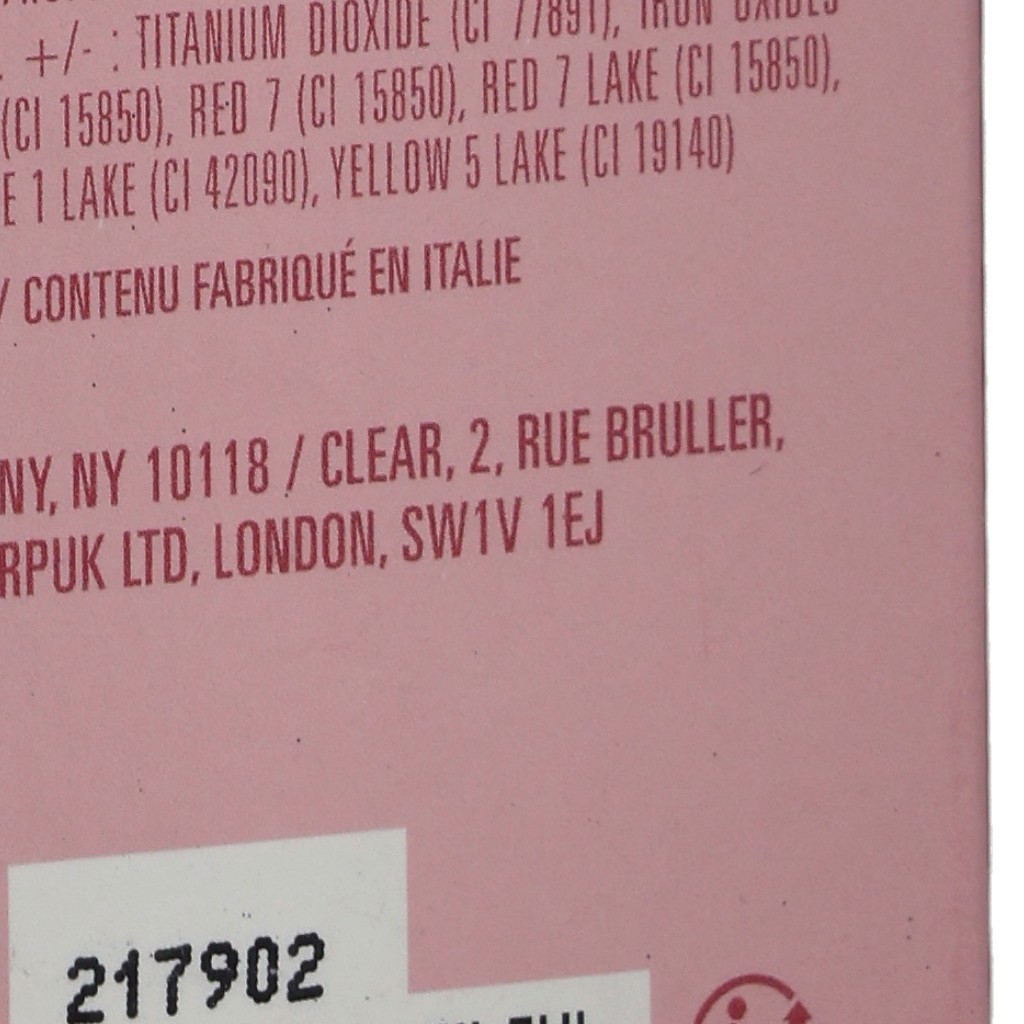 +/- : TITANIUM DIOXIDE (CI 77891), IRON OXIDES
(CI 15850), RED 7 (CI 15850), RED 7 LAKE (CI 15850),
E 1 LAKE (CI 42090), YELLOW 5 LAKE (CI 19140)
/ CONTENU FABRIQUÉ EN ITALIE
NY, NY 10118 / CLEAR, 2, RUE BRULLER,
RPUK LTD, LONDON, SW1V 1EJ
217902